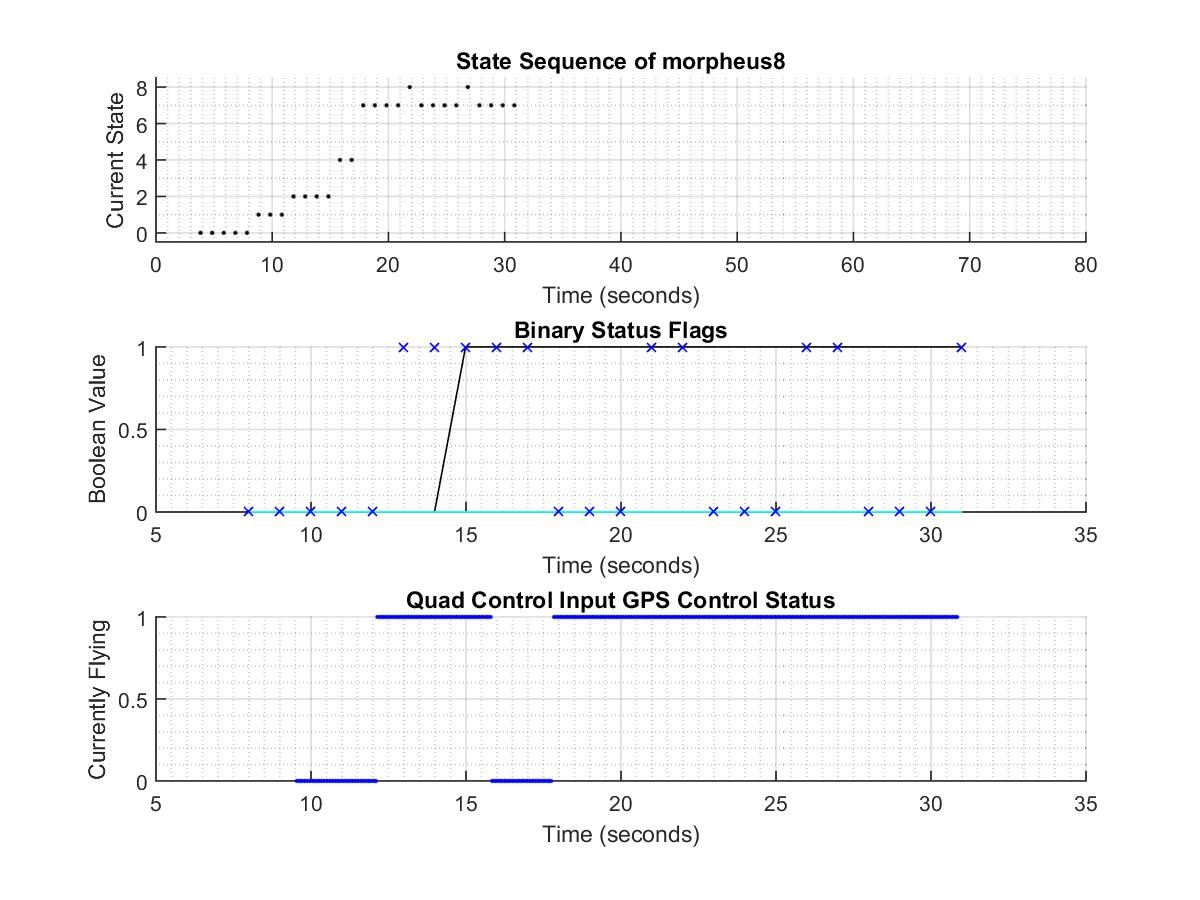 State Sequence of morpheus8
Current State
8
6
4
2
0
0 10 20 30 40 50 60 70 80
Time (seconds)
Binary Status Flags
Boolean Value
1
0.5
0
5 10 15 20 25 30 35
Time (seconds)
Quad Control Input GPS Control Status
Currently Flying
1
0.5
0
5 10 15 20 25 30 35
Time (seconds)